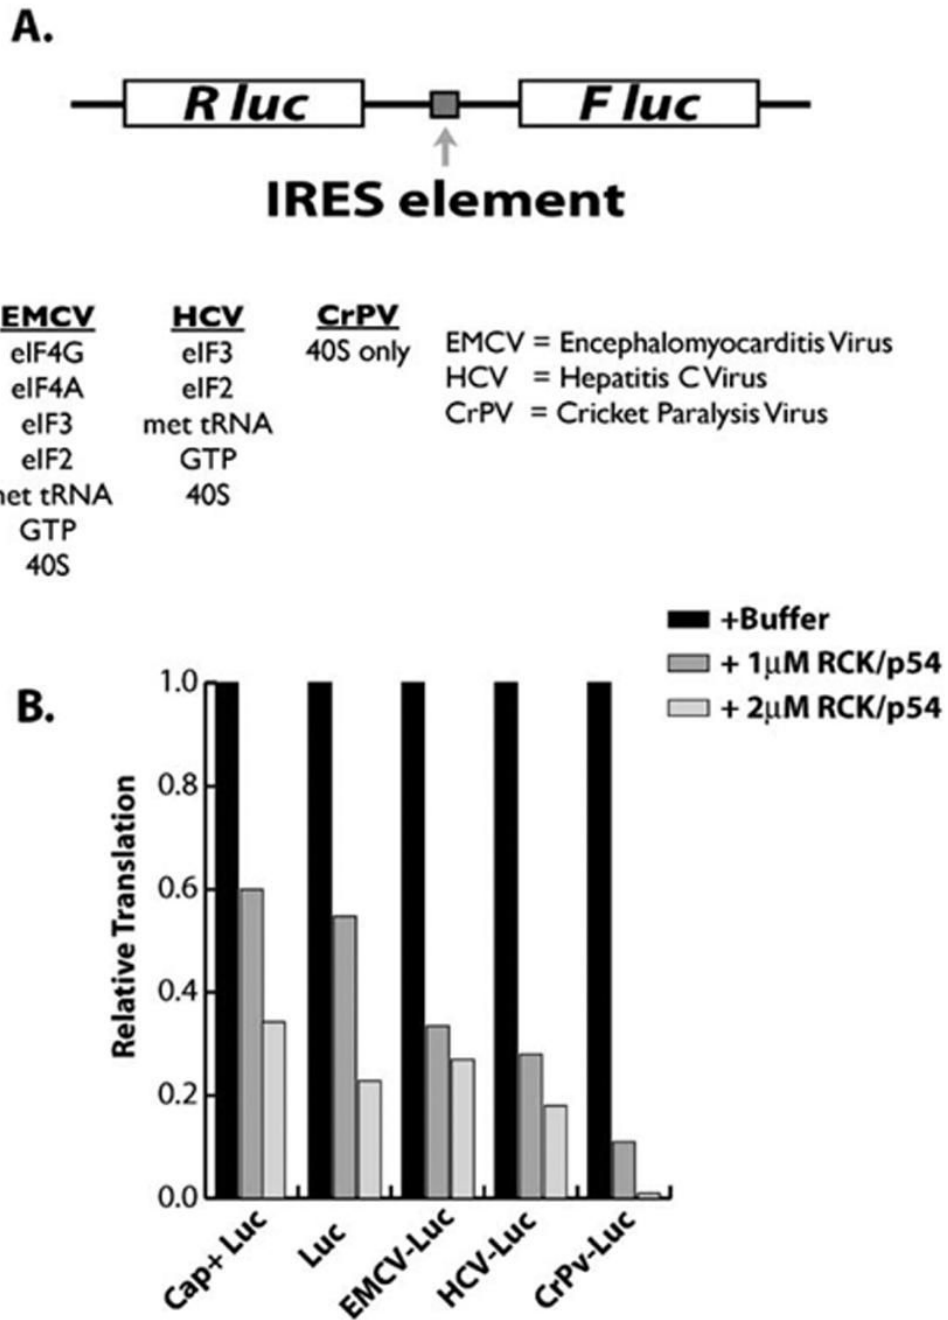 A.
R luc
F luc
IRES element
EMCV
eIF4G
eIF4A
eIF3
eIF2
et tRNA
GTP
40S
HCV
eIF3
eIF2
met tRNA
GTP
40S
CrPV
40S only
EMCV = Encephalomyocarditis Virus
HCV = Hepatitis C Virus
CrPV = Cricket Paralysis Virus
B.
+Buffer
+ 1μM RCK/p54
+ 2μM RCK/p54
Relative Translation
1.0
0.8
0.6
0.4
0.2
0.0
Cap+ Luc
Luc
EMCV-Luc
HCV-Luc
CrPv-Luc